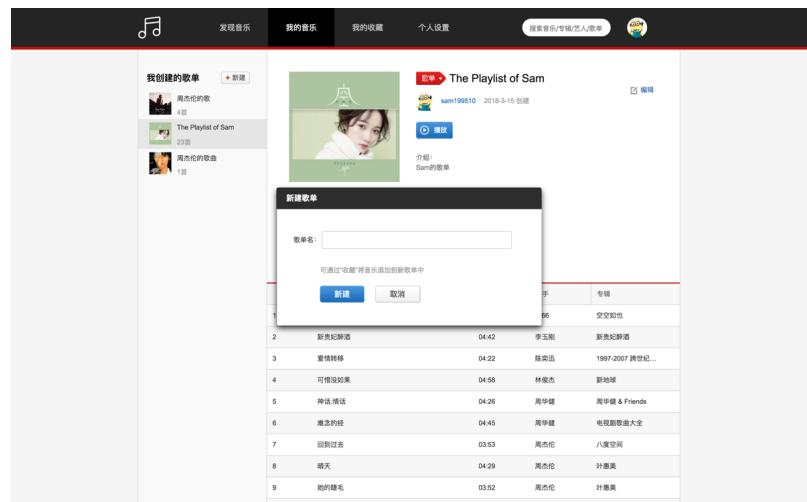 发现音乐
我的音乐
我的收藏
个人设置
搜索音乐/专辑/艺人/歌单
我创建的歌单
+ 新建
周杰伦的歌
4首
The Playlist of Sam
23首
周杰伦的歌曲
1首
歌单
The Playlist of Sam
sam199510 2018-3-15 创建
编辑
播放
介绍:
Sam的歌单
新建歌单
歌单名:
可通过“收藏”将音乐添加到新歌单中
新建 取消
手 专辑
1 66 空空如也
2 新贵妃醉酒 04:42 李玉刚 新贵妃醉酒
3 爱情转移 04:22 陈奕迅 1997-2007 跨世纪...
4 可惜没如果 04:58 林俊杰 新地球
5 神话.情话 04:26 周华健 周华健 & Friends
6 难念的经 04:45 周华健 电视剧歌曲大全
7 回到过去 03:53 周杰伦 八度空间
8 晴天 04:29 周杰伦 叶惠美
9 她的睫毛 03:52 周杰伦 叶惠美